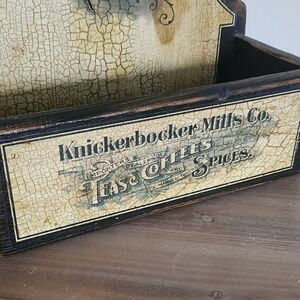 Knickerbocker Mills Co.
TEAS & COFFEES
SPICES.